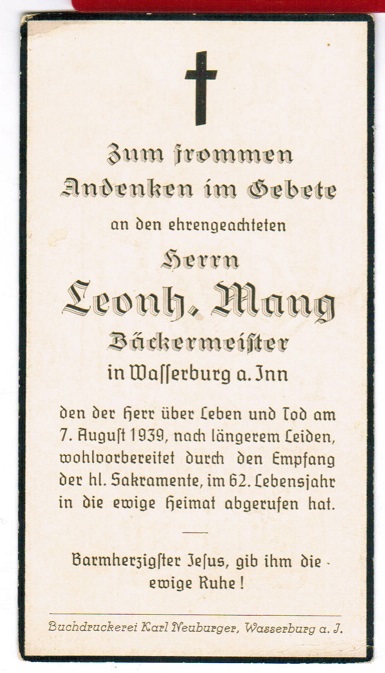 Zum frommen
Andenken im Gebete
an den ehrengeachteten
Herrn
Leonh. Mang
Bäckermeister
in Wasserburg a. Inn
den der Herr über Leben und Tod am
7. August 1939, nach längerem Leiden,
wohlvorbereitet durch den Empfang
der hl. Sakramente, im 62. Lebensjahr
in die ewige Heimat abgerufen hat.
Barmherzigster Jesus, gib ihm die
ewige Ruhe!
Buchdruckerei Karl Neuburger, Wasserburg a. J.